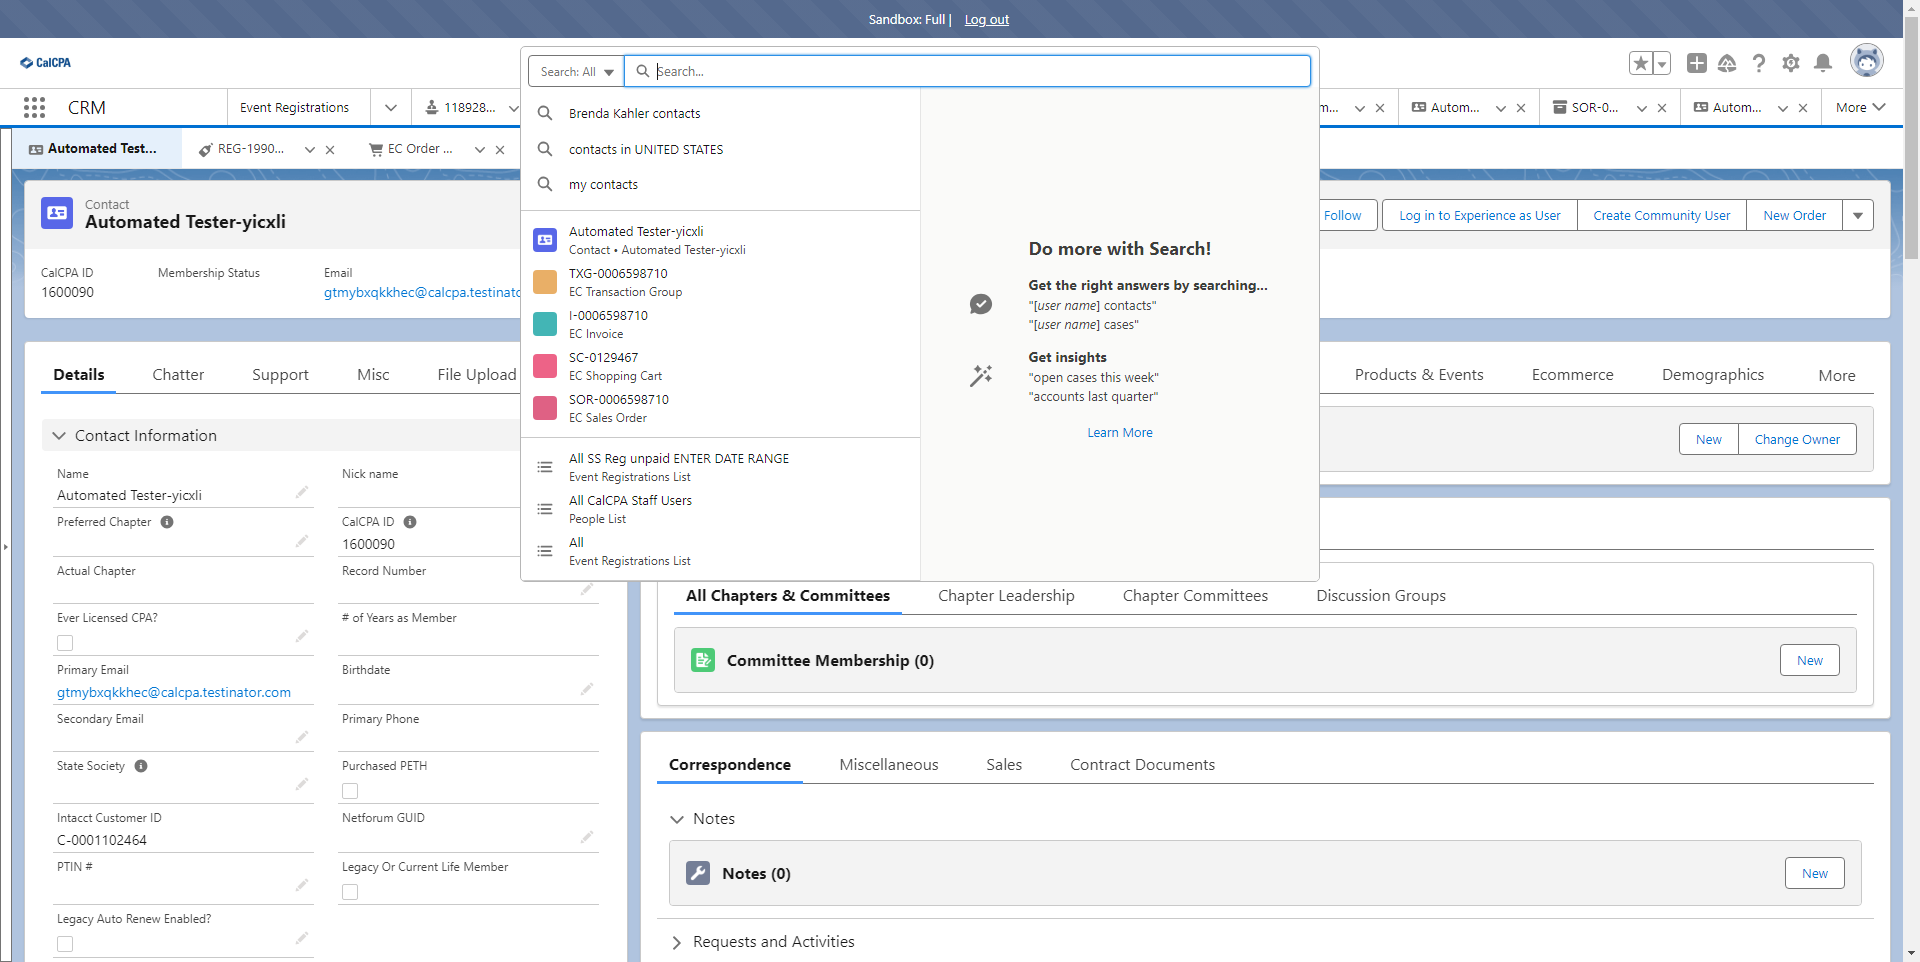 Sandbox: Full | Log out
CalCPA
Search: All
Search...
CRM
Event Registrations
118928...
m...
Autom...
SOR-0...
Autom...
More
Automated Test...
REG-1990...
EC Order ...
Brenda Kahler contacts
contacts in UNITED STATES
my contacts
Automated Tester-yicxli
Contact • Automated Tester-yicxli
TXG-0006598710
EC Transaction Group
I-0006598710
EC Invoice
SC-0129467
EC Shopping Cart
SOR-0006598710
EC Sales Order
All SS Reg unpaid ENTER DATE RANGE
Event Registrations List
All CalCPA Staff Users
People List
All
Event Registrations List
Do more with Search!
Get the right answers by searching...
"[user name] contacts"
"[user name] cases"
Get insights
"open cases this week"
"accounts last quarter"
Learn More
Contact
Automated Tester-yicxli
Follow
Log in to Experience as User
Create Community User
New Order
CalCPA ID
1600090
Membership Status
Email
gtmybxqkkhec@calcpa.testinato
Details
Chatter
Support
Misc
File Upload
Products & Events
Ecommerce
Demographics
More
Contact Information
New
Change Owner
Name
Automated Tester-yicxli
Nick name
Preferred Chapter
CalCPA ID
1600090
Actual Chapter
Record Number
Ever Licensed CPA?
# of Years as Member
Primary Email
gtmybxqkkhec@calcpa.testinator.com
Birthdate
Secondary Email
Primary Phone
State Society
Purchased PETH
Intacct Customer ID
C-0001102464
Netforum GUID
PTIN #
Legacy Or Current Life Member
Legacy Auto Renew Enabled?
All Chapters & Committees
Chapter Leadership
Chapter Committees
Discussion Groups
Committee Membership (0)
New
Correspondence
Miscellaneous
Sales
Contract Documents
Notes
Notes (0)
New
Requests and Activities